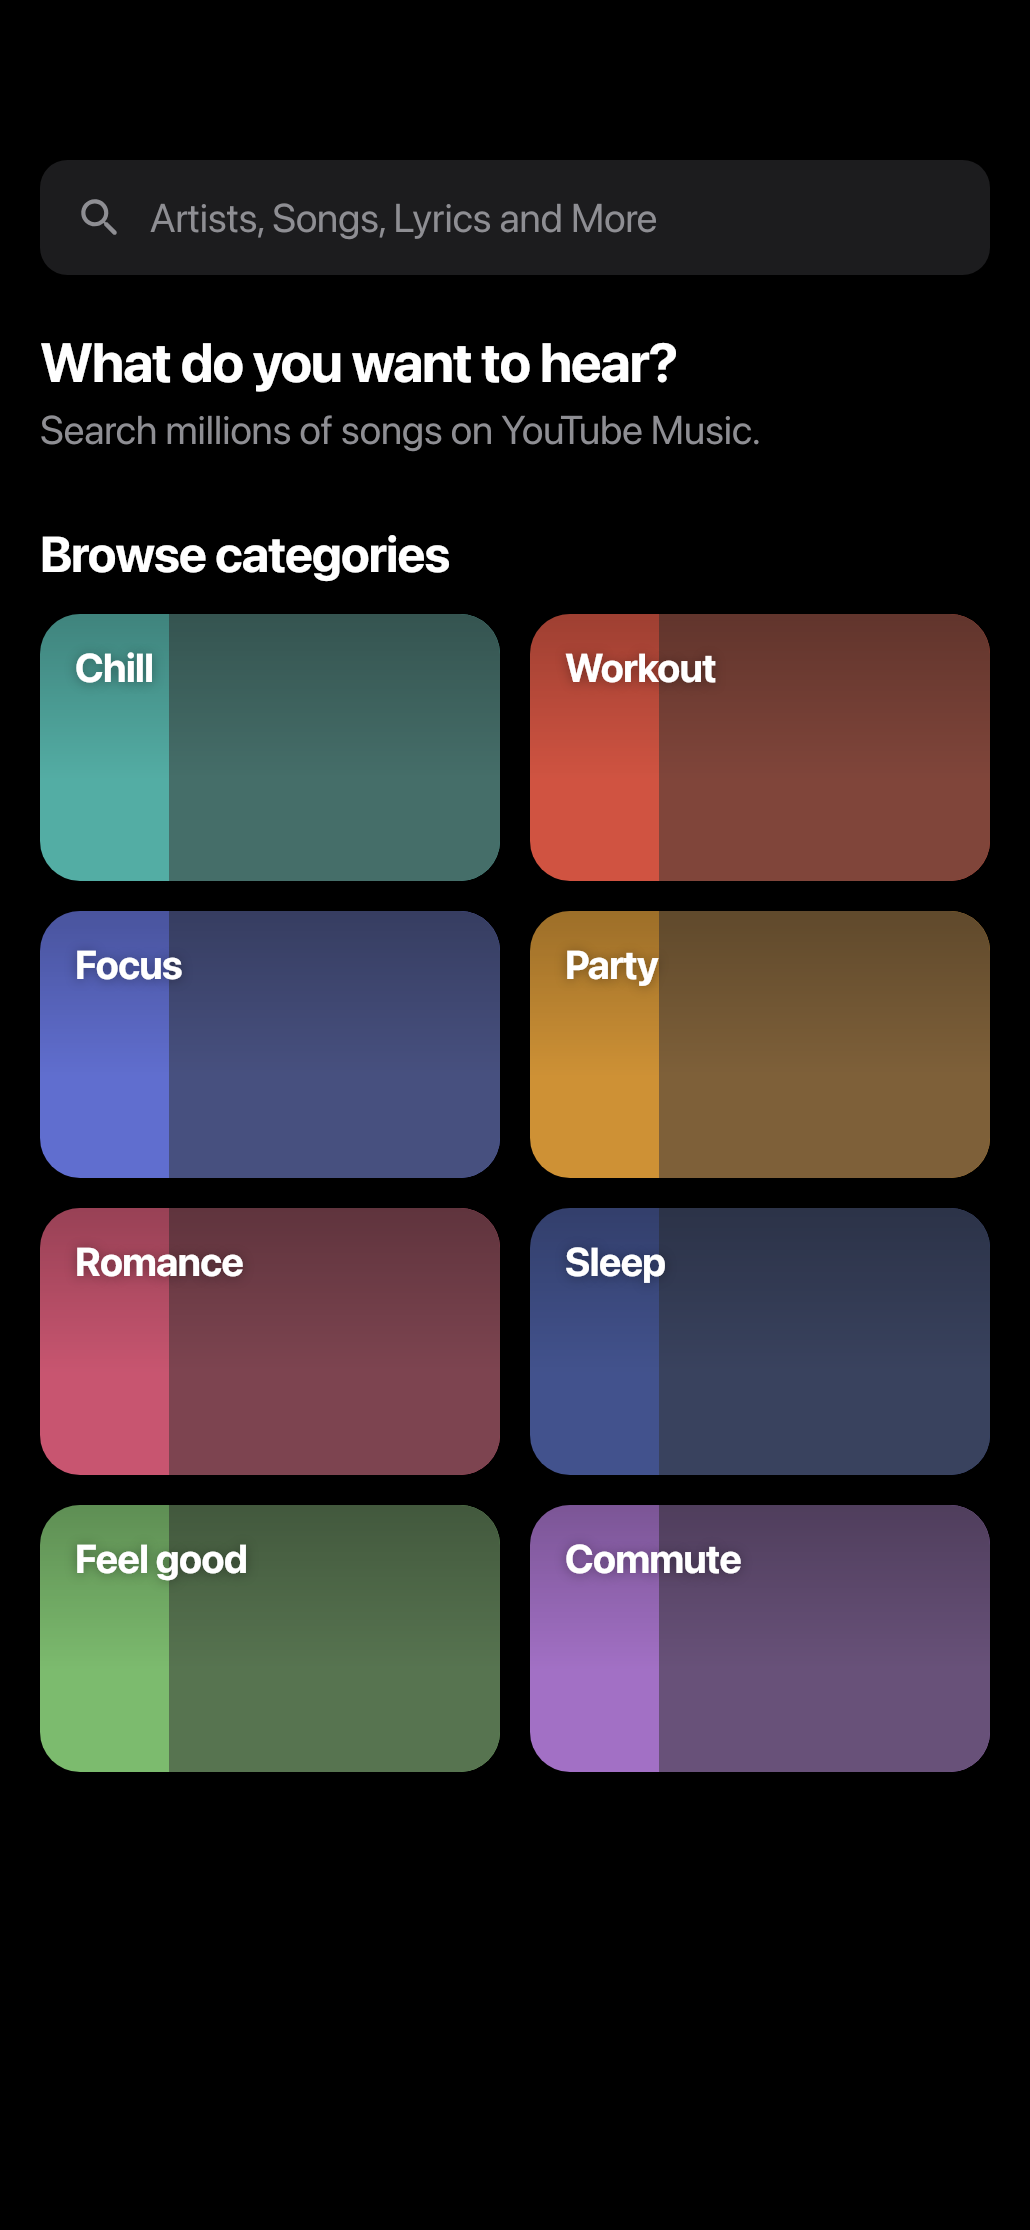 Artists, Songs, Lyrics and More
What do you want to hear?
Search millions of songs on YouTube Music.
Browse categories
Chill
Workout
Focus
Party
Romance
Sleep
Feel good
Commute